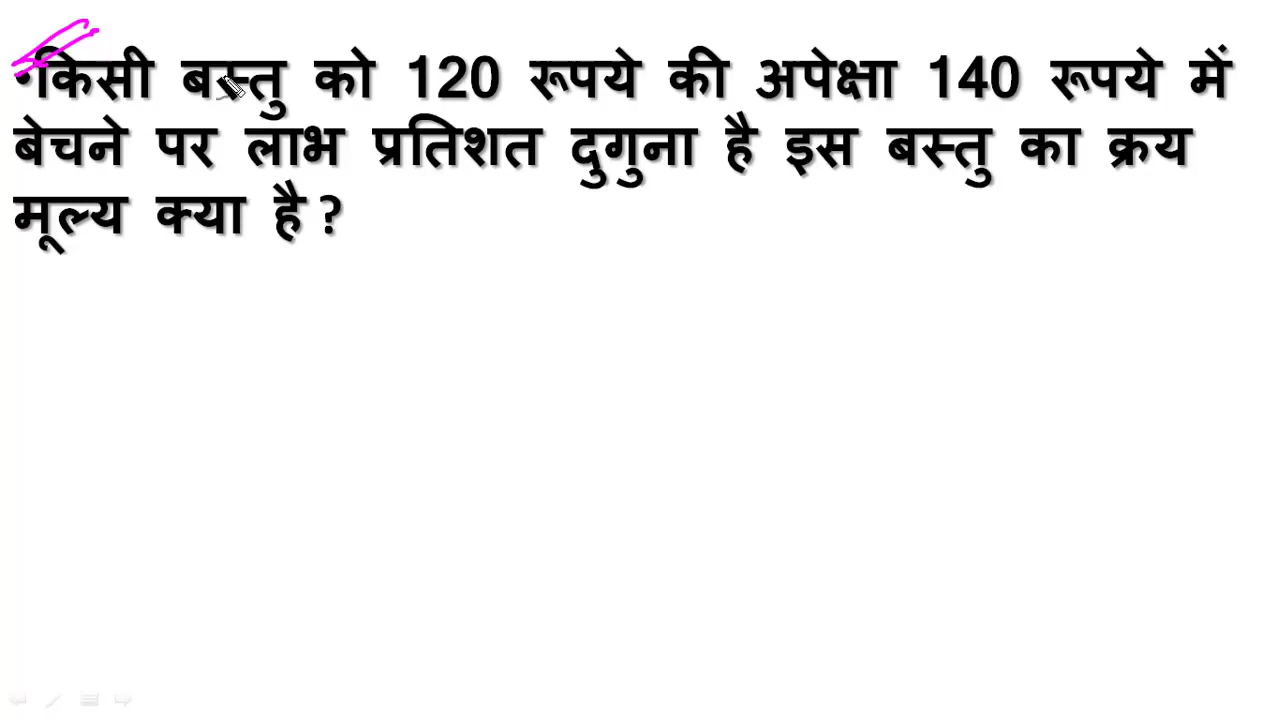 •किसी बस्तु को 120 रूपये की अपेक्षा 140 रूपये में
बेचने पर लाभ प्रतिशत दुगुना है इस बस्तु का क्रय
मूल्य क्या है ?